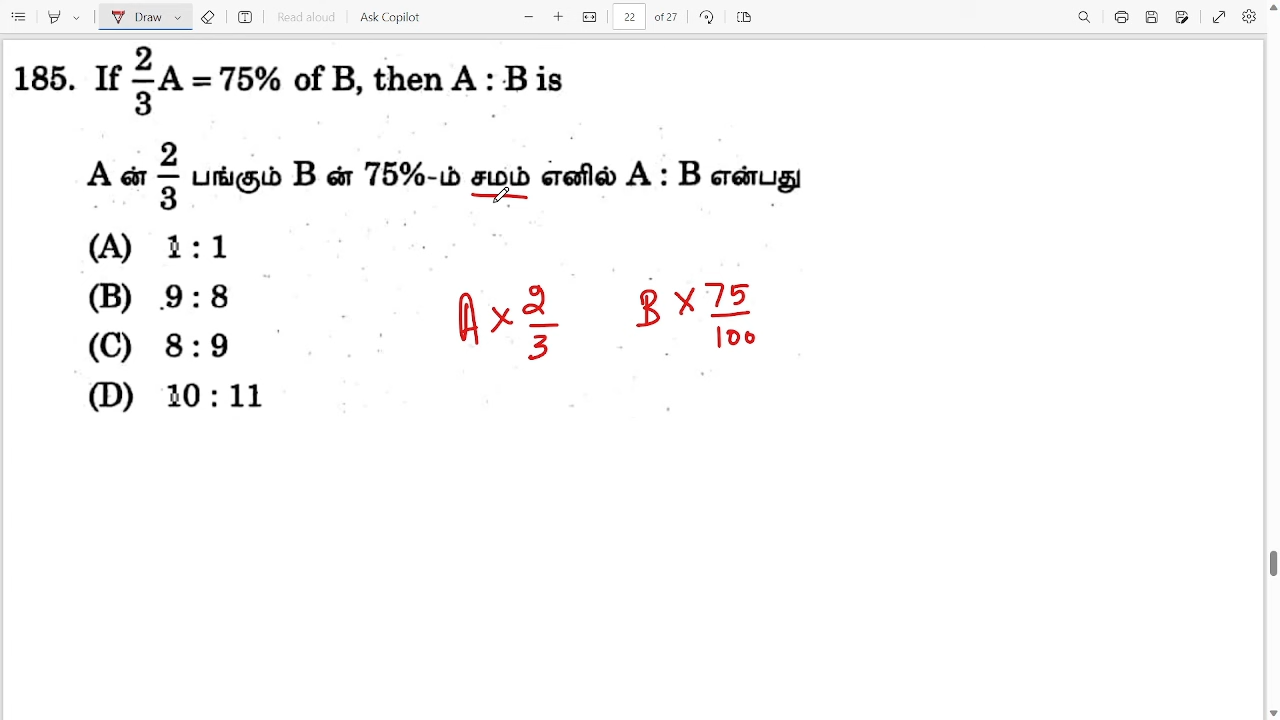 Draw Read aloud Ask Copilot 22 of 27
185. If 2/3 A = 75% of B, then A : B is
A ன் 2/3 பங்கும் B ன் 75%-ம் சமம் எனில் A : B என்பது
(A) 1 : 1
(B) 9 : 8
(C) 8 : 9
(D) 10 : 11
A × 2/3 B × 75/100